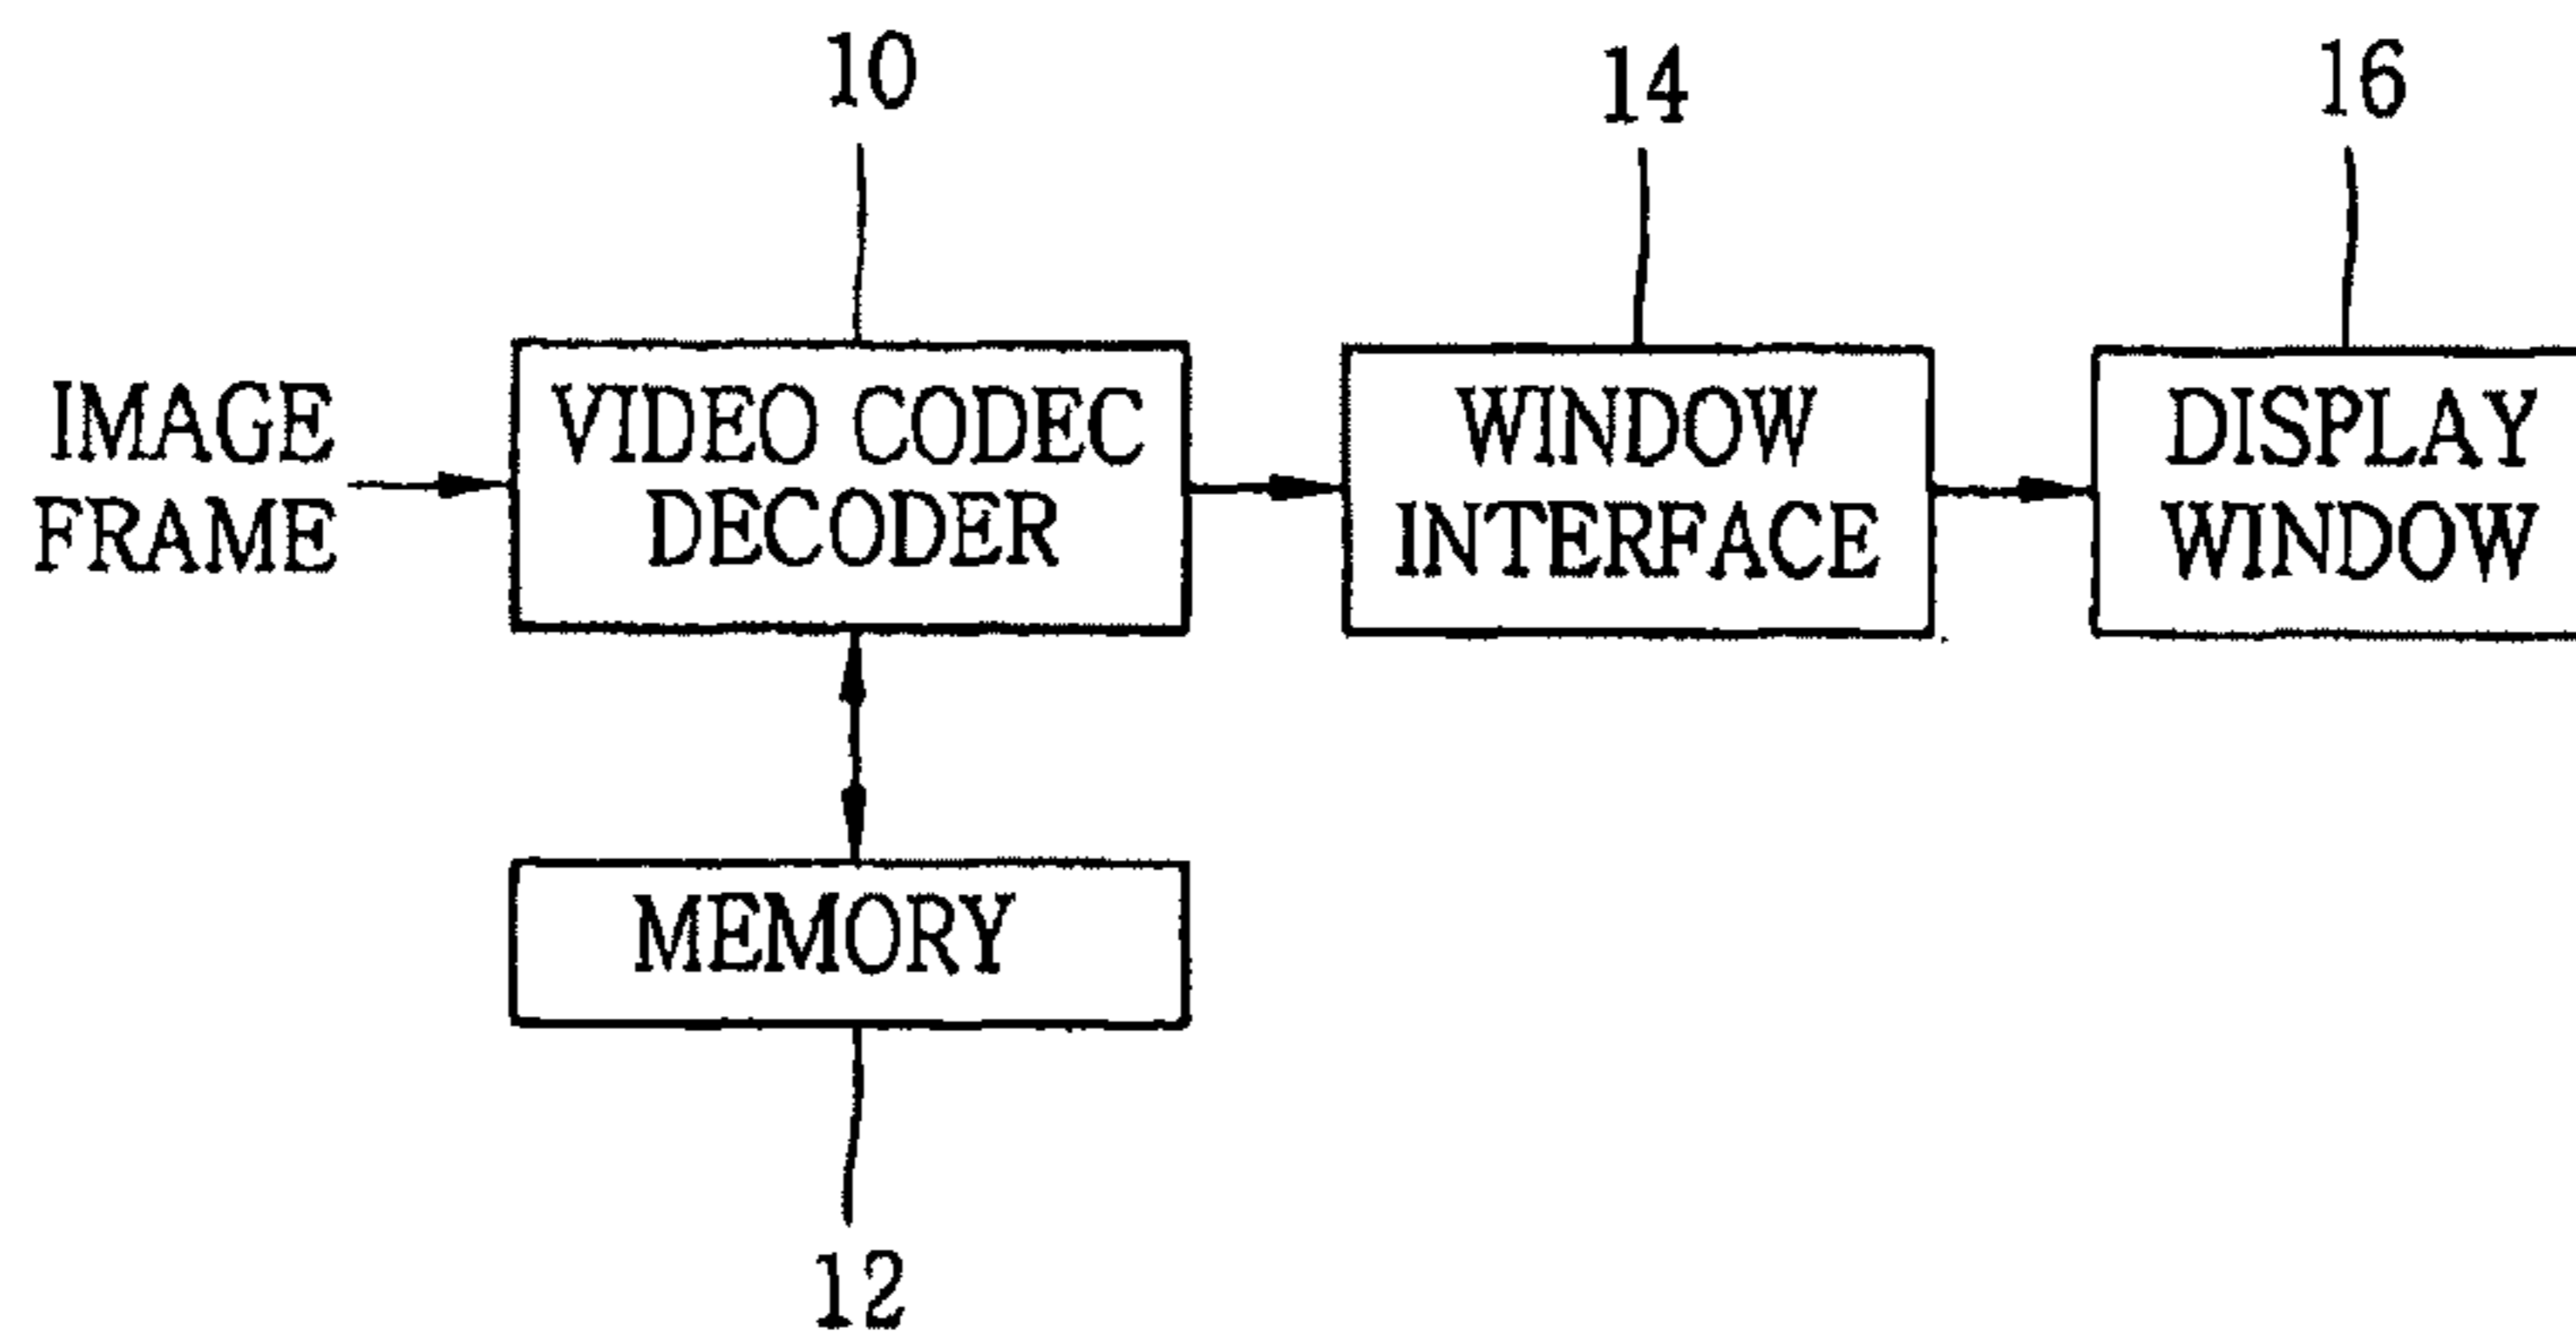 10
14
16
IMAGE
FRAME
VIDEO CODEC
DECODER
WINDOW
INTERFACE
DISPLAY
WINDOW
MEMORY
12